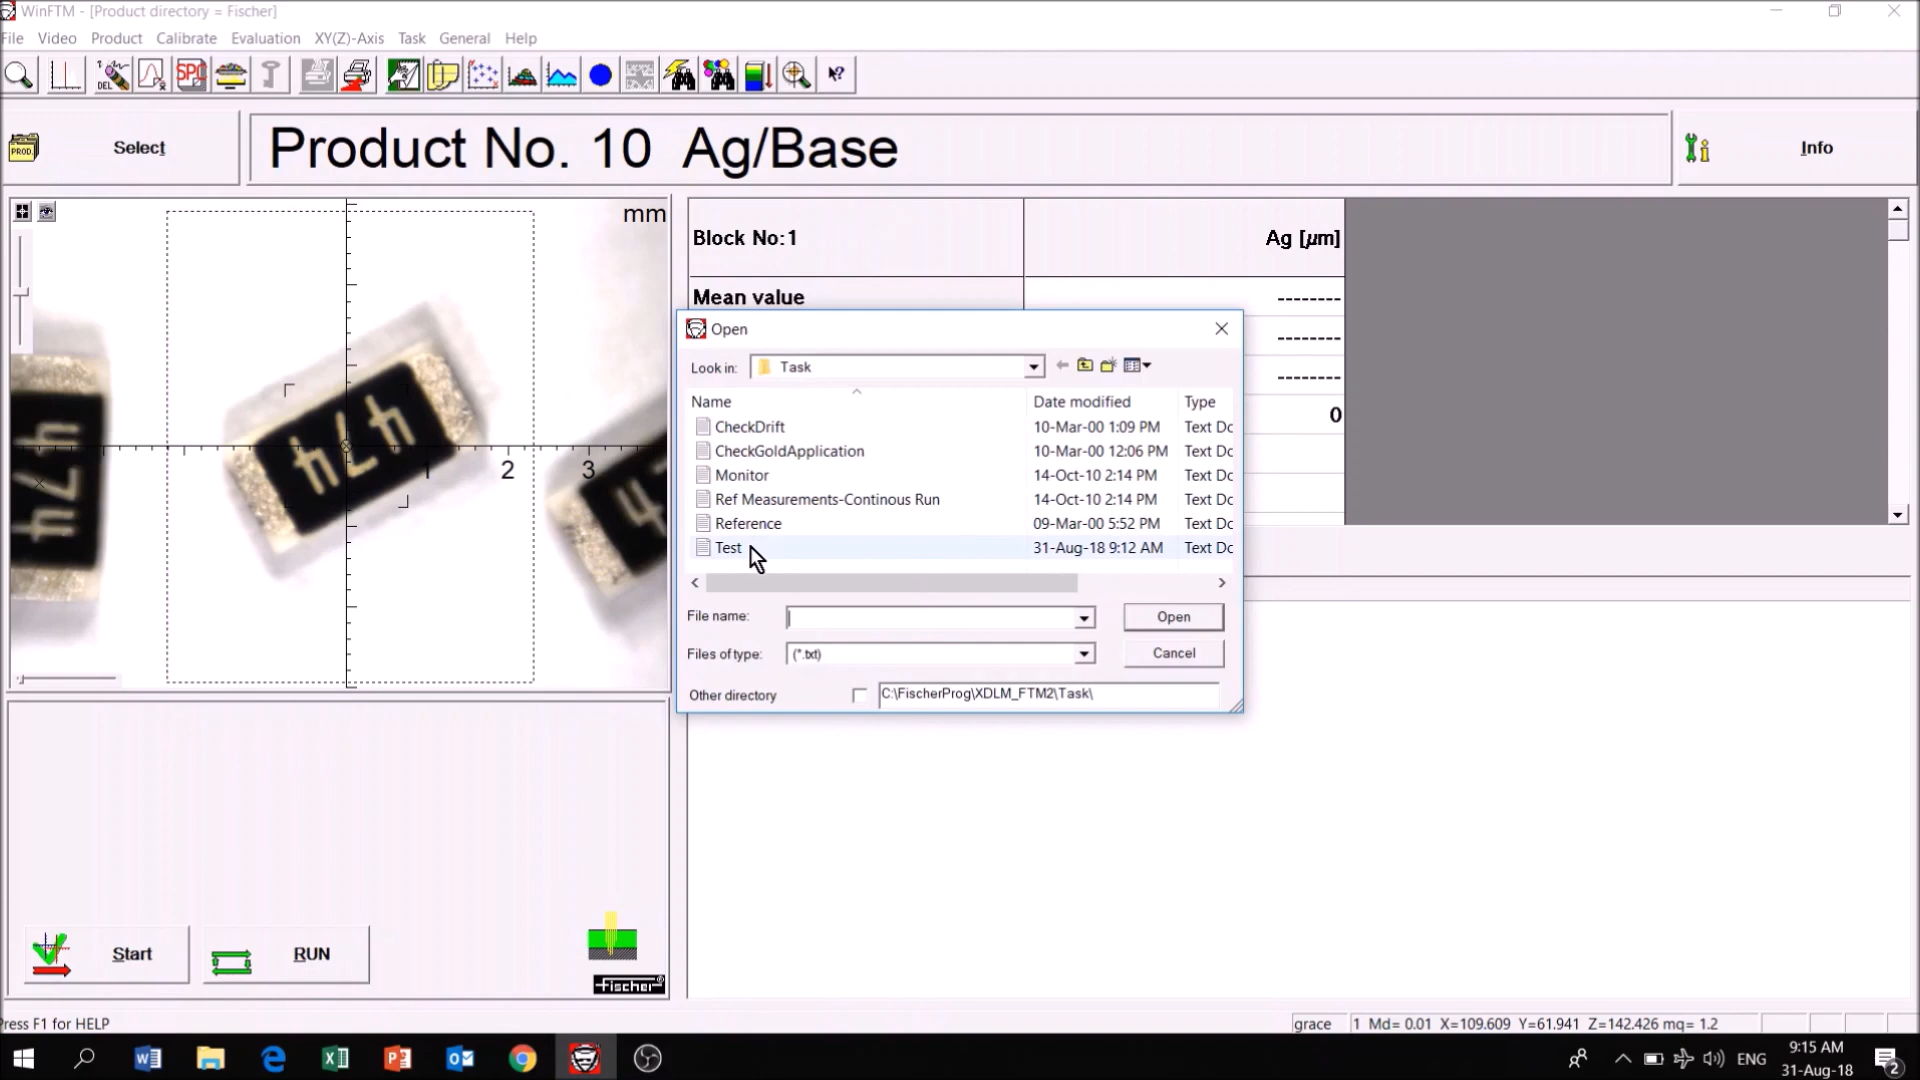 WinFTM - [Product directory = Fischer]
File Video Product Calibrate Evaluation XY(Z)-Axis Task General Help
DEL SPC
PROD. Select Product No. 10 Ag/Base Info
mm
474
474
1 2 3
Block No:1 Ag [µm]
Mean value --------
--------
--------
0
Open
Look in: Task
Name Date modified Type
CheckDrift 10-Mar-00 1:09 PM Text Dc
CheckGoldApplication 10-Mar-00 12:06 PM Text Dc
Monitor 14-Oct-10 2:14 PM Text Dc
Ref Measurements-Continous Run 14-Oct-10 2:14 PM Text Dc
Reference 09-Mar-00 5:52 PM Text Dc
Test 31-Aug-18 9:12 AM Text Dc
File name: Open
Files of type: (*.txt) Cancel
Other directory C:\FischerProg\XDLM_FTM2\Task\
Start RUN
fischer
Press F1 for HELP
grace 1 Md= 0.01 X=109.609 Y=61.941 Z=142.426 mq= 1.2
ENG 9:15 AM
31-Aug-18
2